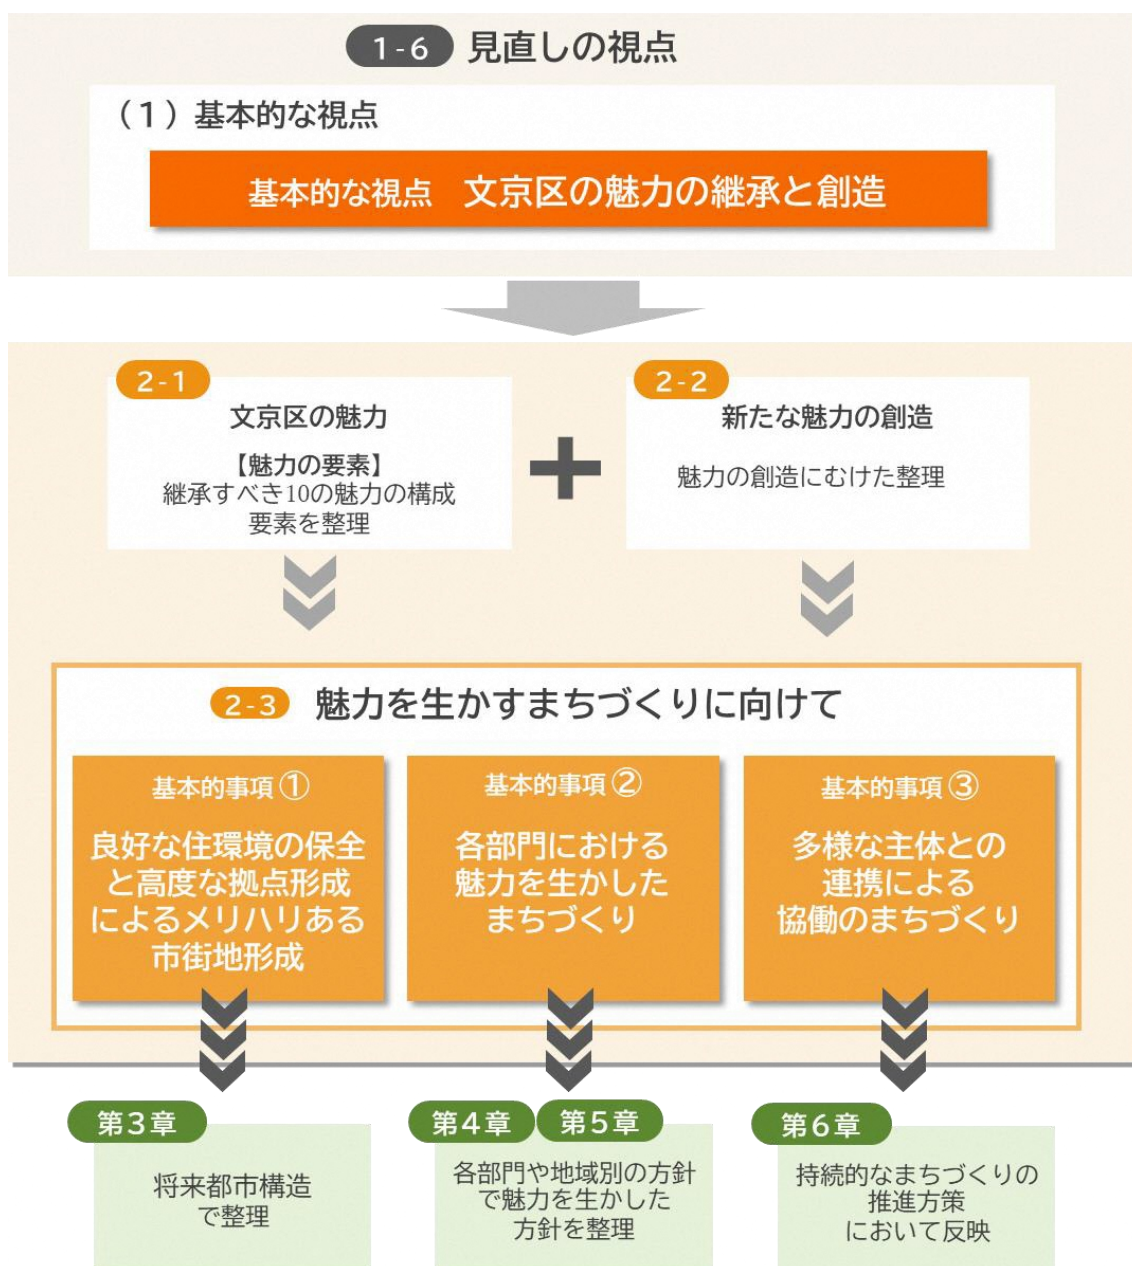 1-6 見直しの視点
（1）基本的な視点
基本的な視点　文京区の魅力の継承と創造
2-1
文京区の魅力
【魅力の要素】
継承すべき10の魅力の構成
要素を整理
2-2
新たな魅力の創造
魅力の創造にむけた整理
2-3 魅力を生かすまちづくりに向けて
基本的事項①
良好な住環境の保全
と高度な拠点形成
によるメリハリある
市街地形成
基本的事項②
各部門における
魅力を生かした
まちづくり
基本的事項③
多様な主体との
連携による
協働のまちづくり
第3章
将来都市構造
で整理
第4章 第5章
各部門や地域別の方針
で魅力を生かした
方針を整理
第6章
持続的なまちづくりの
推進方策
において反映